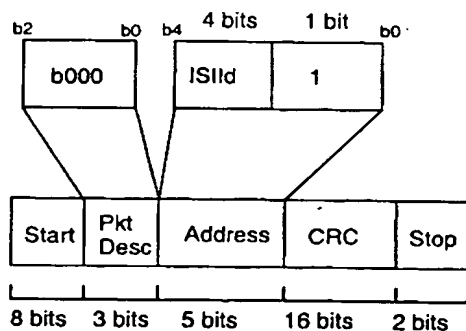 4 bits 1 bit
b2 b0 b4 b0
b000 ISIId 1
Start Pkt Desc Address CRC Stop
8 bits 3 bits 5 bits 16 bits 2 bits